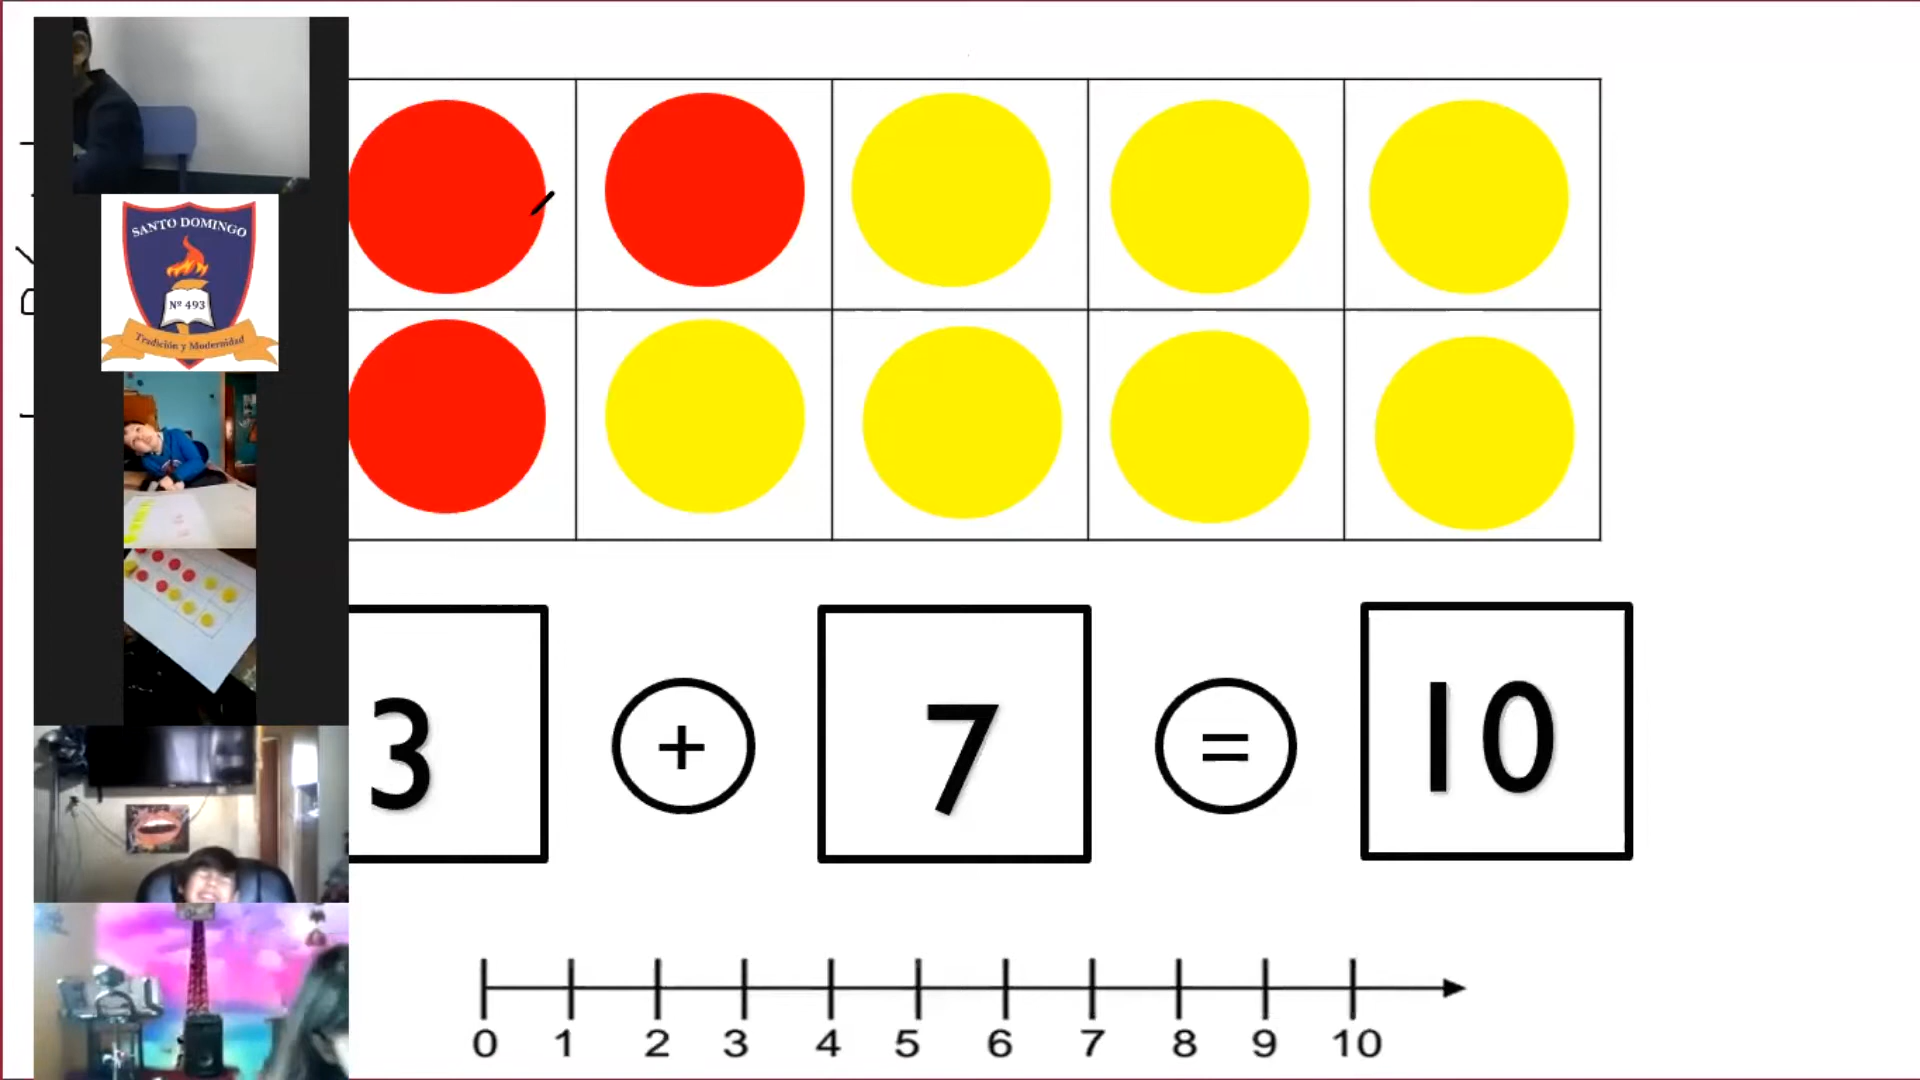 SANTO DOMINGO
Nº 493
Tradición y Modernidad
3 + 7 = 10
0 1 2 3 4 5 6 7 8 9 10